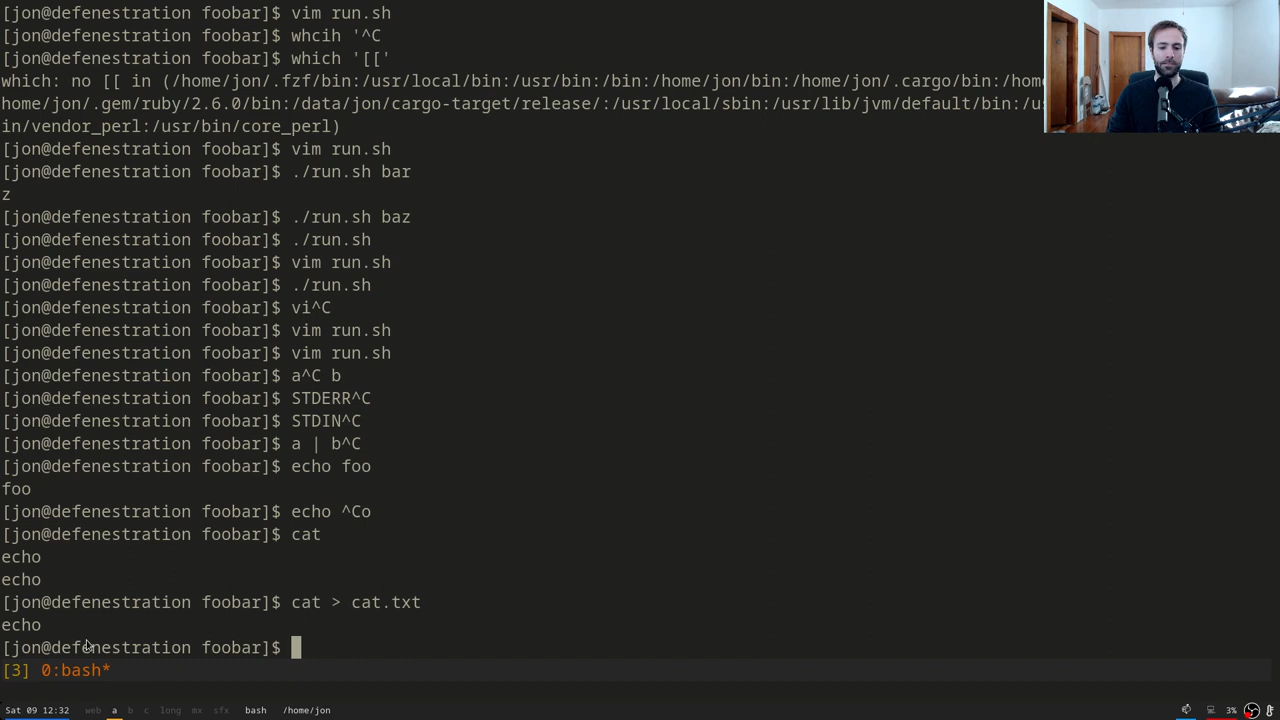 [jon@defenestration foobar]$ vim run.sh
[jon@defenestration foobar]$ whcih '^C
[jon@defenestration foobar]$ which '[['
which: no [[ in (/home/jon/.fzf/bin:/usr/local/bin:/usr/bin:/bin:/home/jon/bin:/home/jon/.cargo/bin:/hom
home/jon/.gem/ruby/2.6.0/bin:/data/jon/cargo-target/release/:/usr/local/sbin:/usr/lib/jvm/default/bin:/u
in/vendor_perl:/usr/bin/core_perl)
[jon@defenestration foobar]$ vim run.sh
[jon@defenestration foobar]$ ./run.sh bar
z
[jon@defenestration foobar]$ ./run.sh baz
[jon@defenestration foobar]$ ./run.sh
[jon@defenestration foobar]$ vim run.sh
[jon@defenestration foobar]$ ./run.sh
[jon@defenestration foobar]$ vi^C
[jon@defenestration foobar]$ vim run.sh
[jon@defenestration foobar]$ vim run.sh
[jon@defenestration foobar]$ a^C b
[jon@defenestration foobar]$ STDERR^C
[jon@defenestration foobar]$ STDIN^C
[jon@defenestration foobar]$ a | b^C
[jon@defenestration foobar]$ echo foo
foo
[jon@defenestration foobar]$ echo ^Co
[jon@defenestration foobar]$ cat
echo
echo
[jon@defenestration foobar]$ cat > cat.txt
echo
[jon@defenestration foobar]$
[3] 0:bash*
Sat 09 12:32 web a b c long mx sfx bash /home/jon 3%